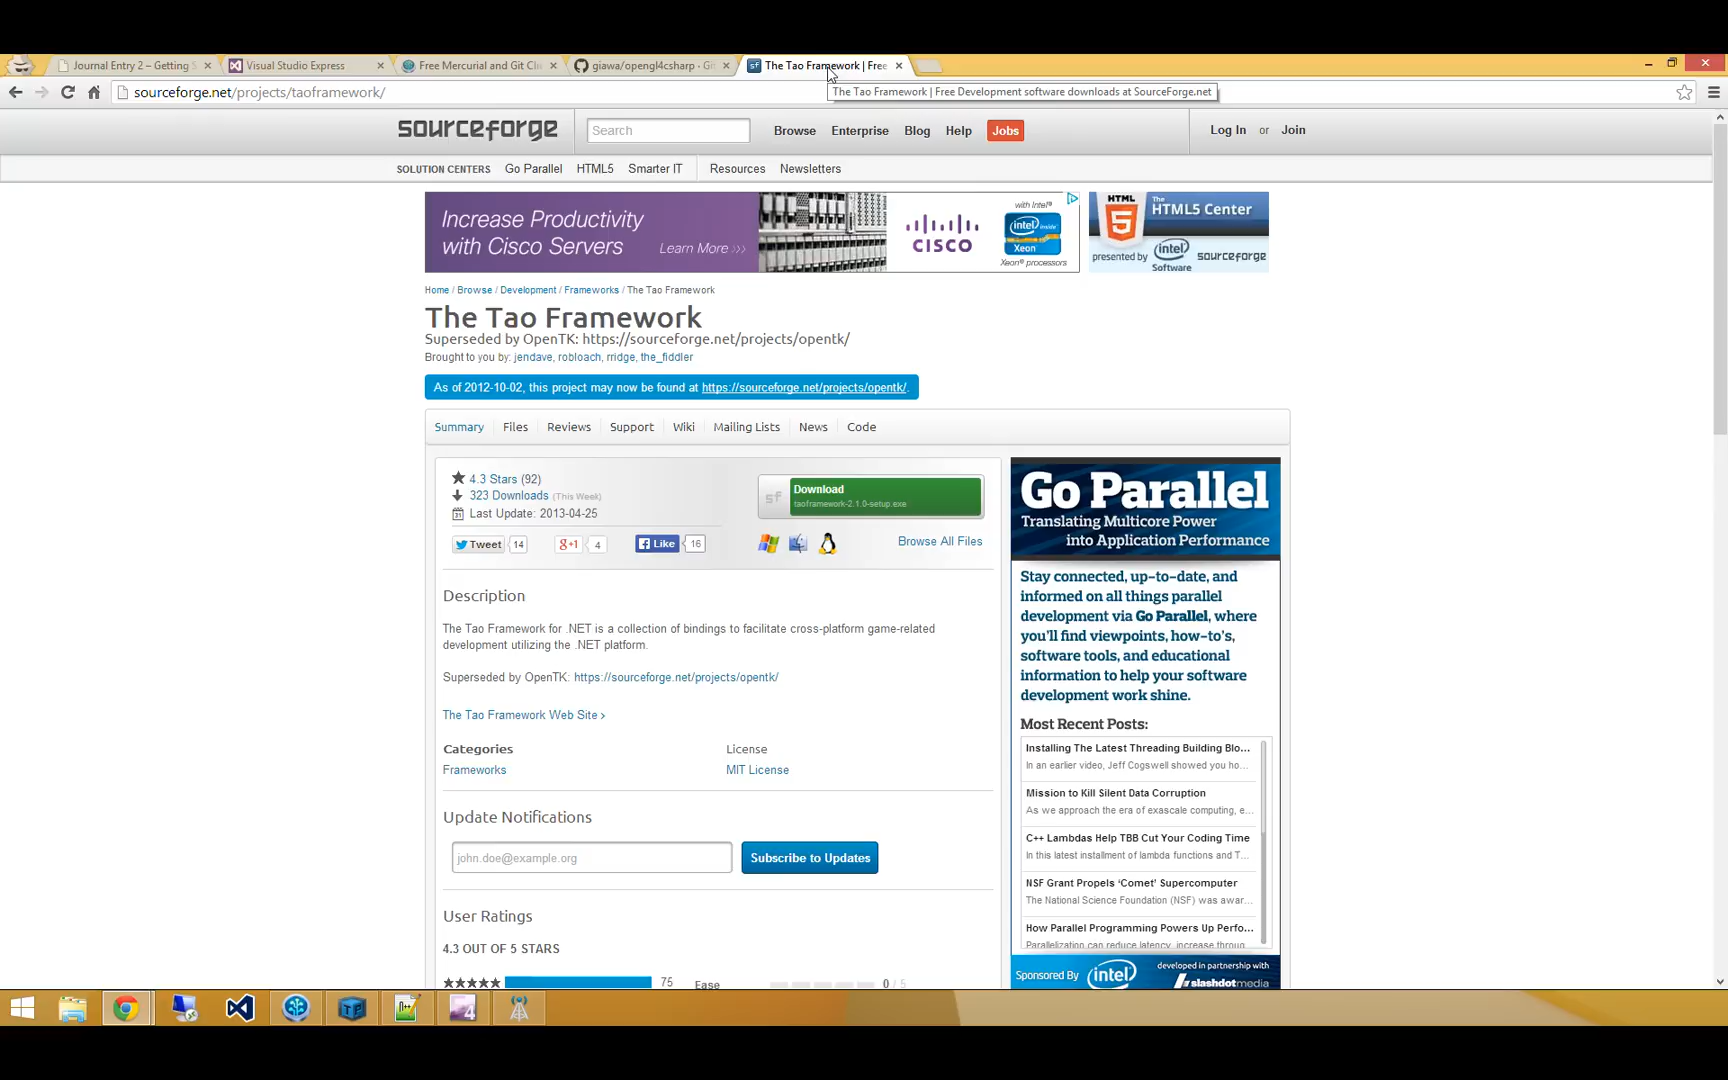 Journal Entry 2 – Getting S
Visual Studio Express
Free Mercurial and Git Cli
giawa/opengl4csharp · Gi
The Tao Framework | Free
sourceforge.net/projects/taoframework/
The Tao Framework | Free Development software downloads at SourceForge.net
sourceforge
Search
Browse
Enterprise
Blog
Help
Jobs
Log In or Join
SOLUTION CENTERS
Go Parallel
HTML5
Smarter IT
Resources
Newsletters
Increase Productivity
with Cisco Servers
Learn More >>>
CISCO
with Intel®
intel
inside
Xeon
Xeon® processors
HTML
5
The
HTML5 Center
presented by
intel
Software
sourceforge
Home / Browse / Development / Frameworks / The Tao Framework
The Tao Framework
Superseded by OpenTK: https://sourceforge.net/projects/opentk/
Brought to you by: jendave, robloach, rridge, the_fiddler
As of 2012-10-02, this project may now be found at https://sourceforge.net/projects/opentk/.
Summary
Files
Reviews
Support
Wiki
Mailing Lists
News
Code
4.3 Stars (92)
323 Downloads (This Week)
Last Update: 2013-04-25
sf
Download
taoframework-2.1.0-setup.exe
Tweet 14
g+1 4
Like 16
Browse All Files
Description
The Tao Framework for .NET is a collection of bindings to facilitate cross-platform game-related
development utilizing the .NET platform.
Superseded by OpenTK: https://sourceforge.net/projects/opentk/
The Tao Framework Web Site >
Categories
Frameworks
License
MIT License
Update Notifications
john.doe@example.org
Subscribe to Updates
User Ratings
4.3 OUT OF 5 STARS
★★★★★ 75
Ease 0 / 5
Go Parallel
Translating Multicore Power
into Application Performance
Stay connected, up-to-date, and
informed on all things parallel
development via Go Parallel, where
you'll find viewpoints, how-to's,
software tools, and educational
information to help your software
development work shine.
Most Recent Posts:
Installing The Latest Threading Building Blo...
In an earlier video, Jeff Cogswell showed you ho...
Mission to Kill Silent Data Corruption
As we approach the era of exascale computing, e...
C++ Lambdas Help TBB Cut Your Coding Time
In this latest installment of lambda functions and T...
NSF Grant Propels ‘Comet’ Supercomputer
The National Science Foundation (NSF) was awar...
How Parallel Programming Powers Up Perfo...
Parallelization can reduce latency, increase throug...
Sponsored By
intel
developed in partnership with
slashdotmedia